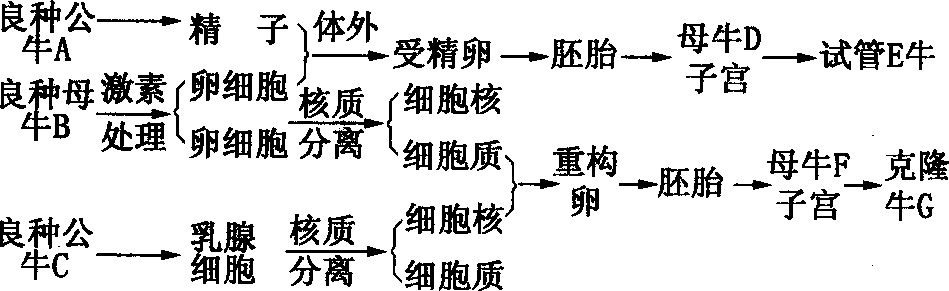 良种公牛A 精子 体外 受精卵 胚胎 母牛D子宫 试管E牛
良种母牛B 激素处理 卵细胞 卵细胞 核质分离 细胞核 细胞质
重构卵 胚胎 母牛F子宫 克隆牛G
良种公牛C 乳腺细胞 核质分离 细胞核 细胞质